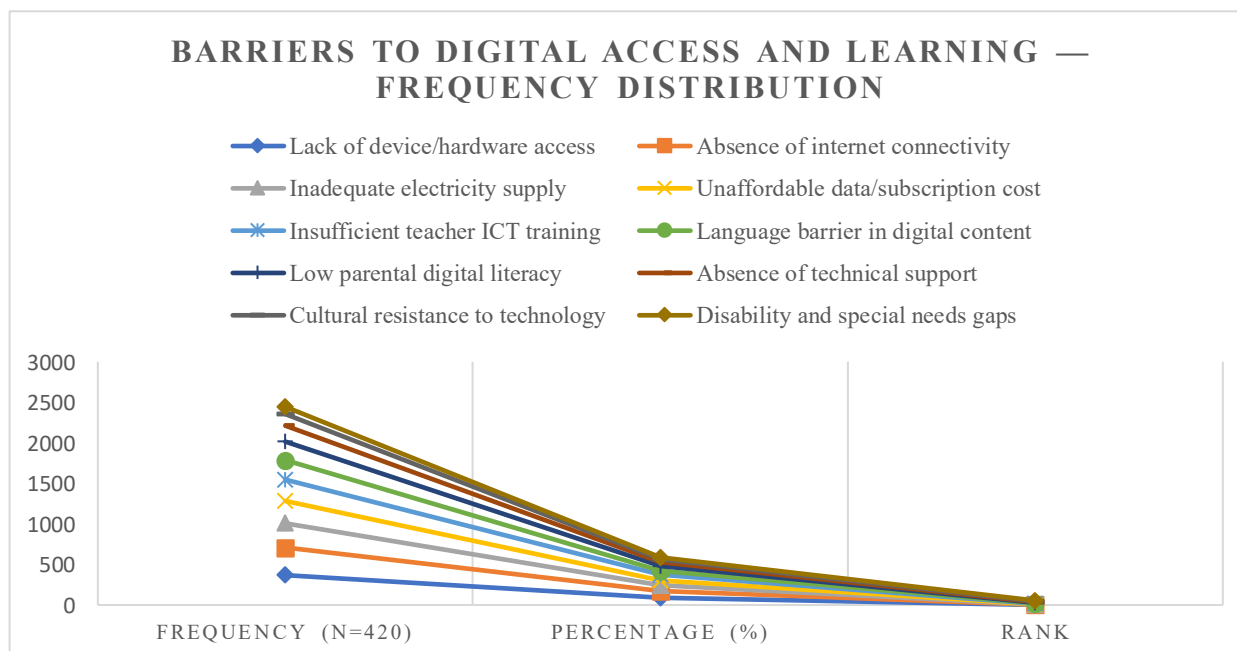 BARRIERS TO DIGITAL ACCESS AND LEARNING —
FREQUENCY DISTRIBUTION
Lack of device/hardware access
Absence of internet connectivity
Inadequate electricity supply
Unaffordable data/subscription cost
Insufficient teacher ICT training
Language barrier in digital content
Low parental digital literacy
Absence of technical support
Cultural resistance to technology
Disability and special needs gaps
3000
2500
2000
1500
1000
500
0
FREQUENCY (N=420)
PERCENTAGE (%)
RANK